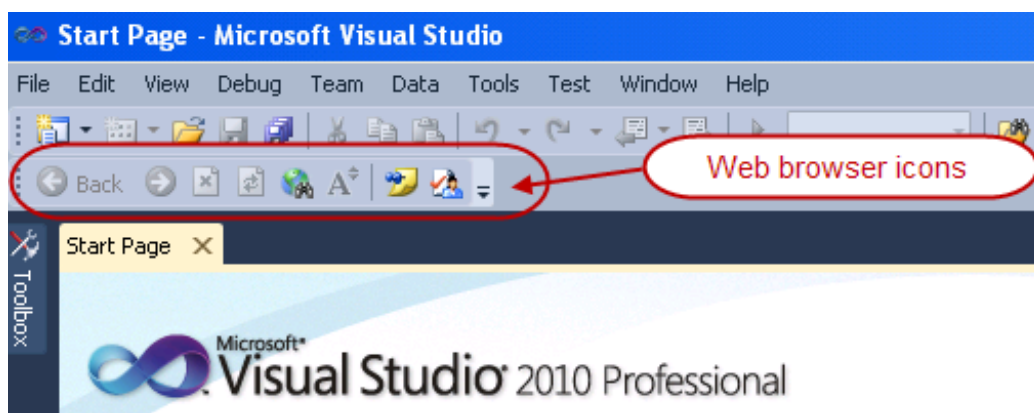 Start Page - Microsoft Visual Studio
File Edit View Debug Team Data Tools Test Window Help
Web browser icons
Back
Start Page
Toolbox
Microsoft
Visual Studio 2010 Professional